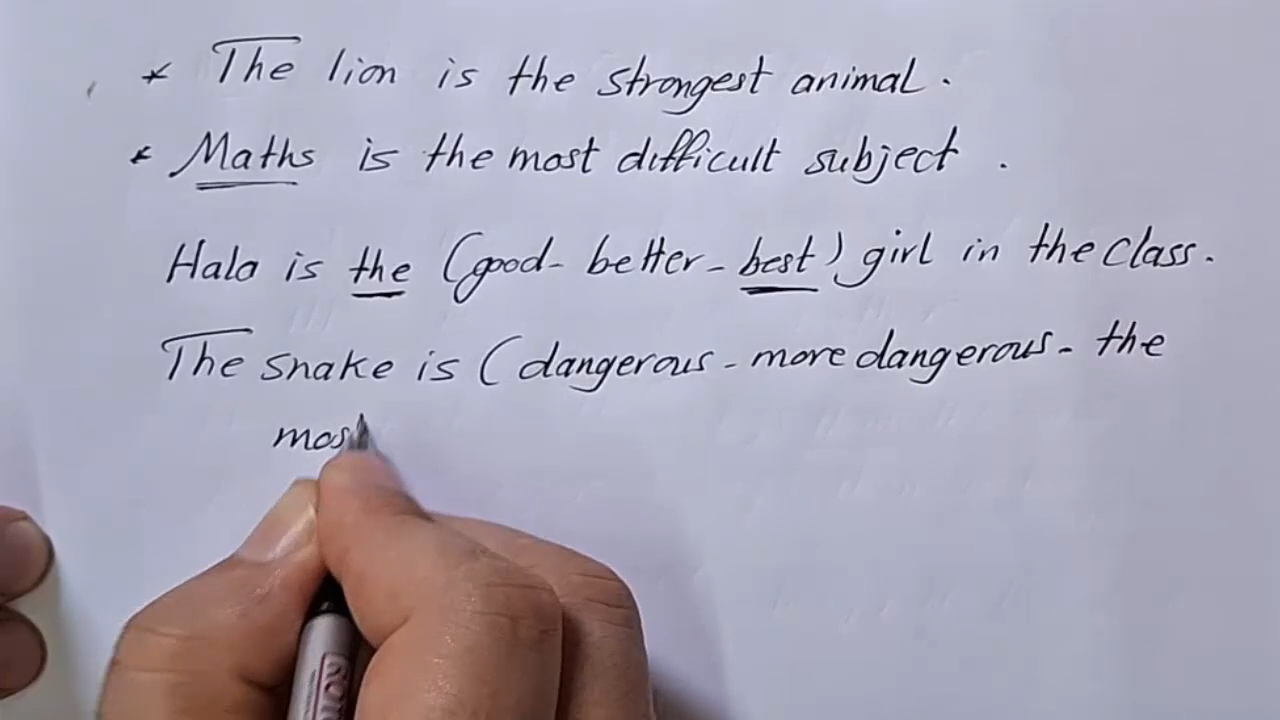 * The lion is the strongest animal.
* Maths is the most difficult subject.
Hala is the (good - better - best) girl in the class.
The snake is (dangerous - more dangerous - the
most